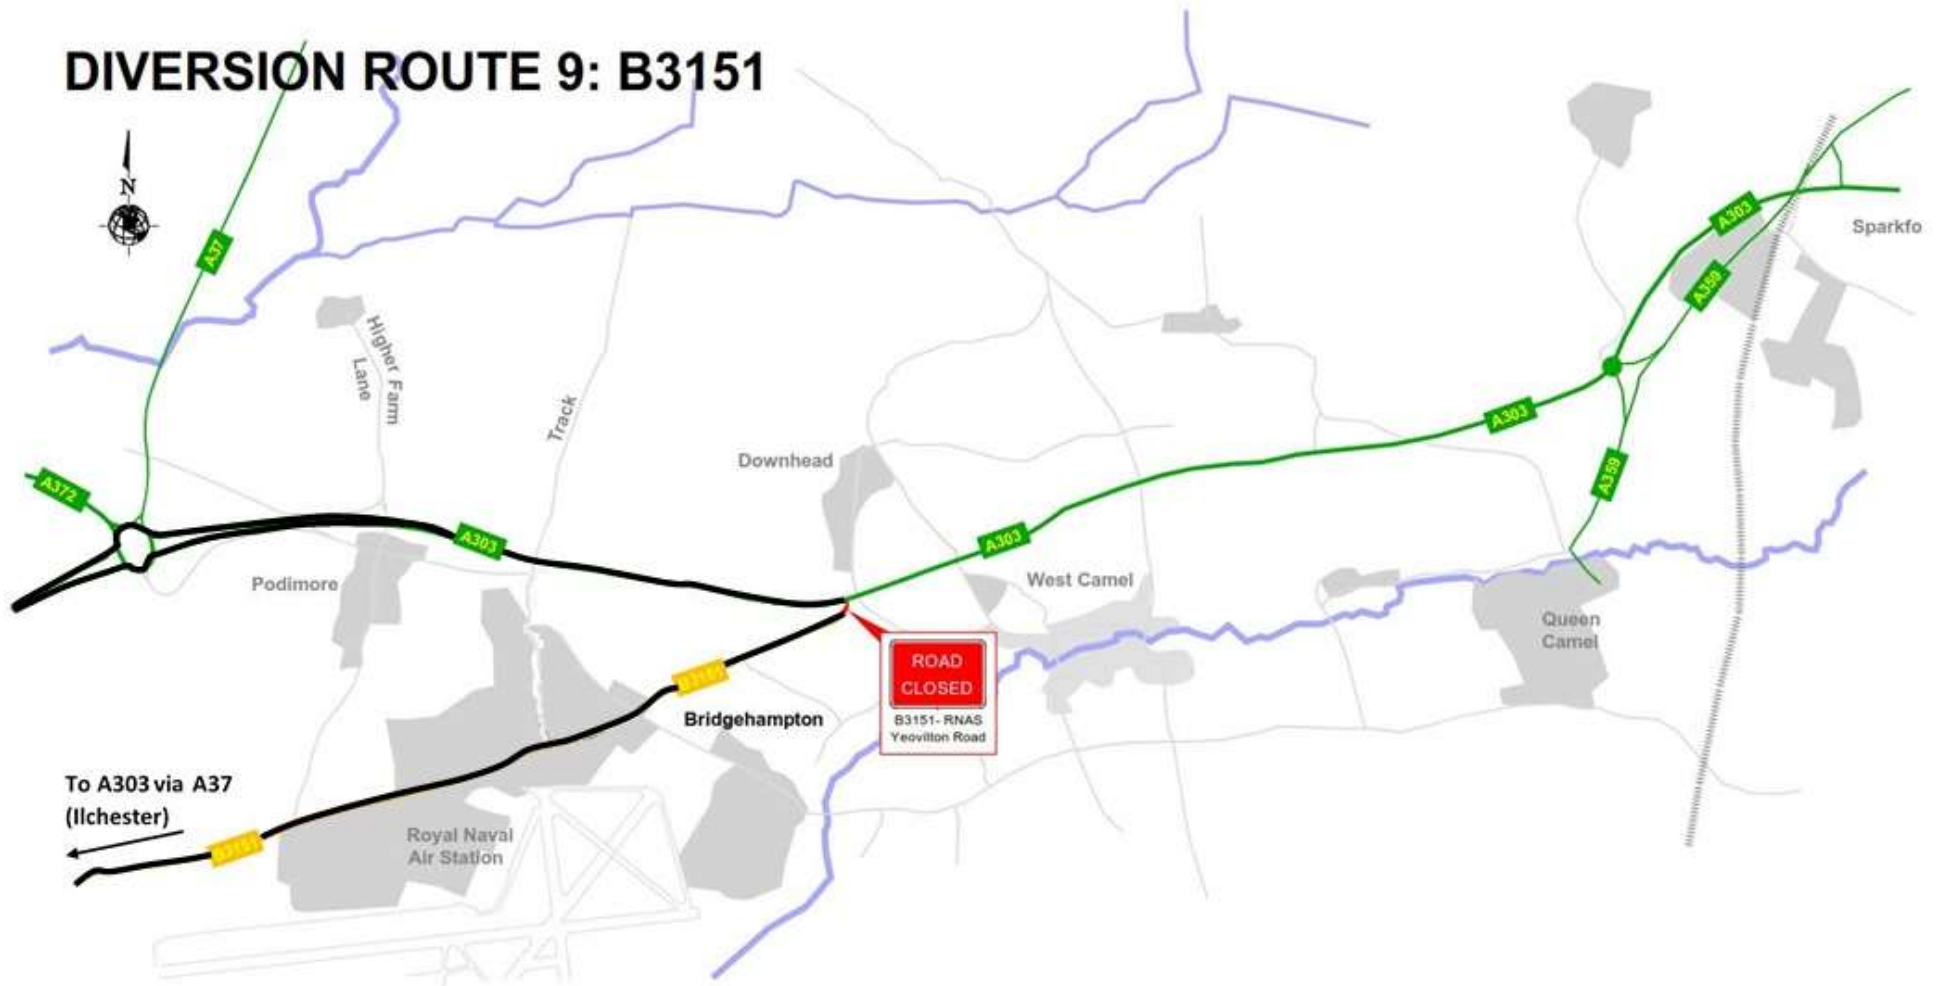 DIVERSION ROUTE 9: B3151
N
A37
A303
Sparkfo
A359
Higher Farm
Lane
Track
A303
Downhead
A372
A359
A303
A303
Podimore
West Camel
Queen
Camel
ROAD
CLOSED
B3151- RNAS
Yeovilton Road
B3151
Bridgehampton
To A303 via A37
(Ilchester)
B3151
Royal Naval
Air Station